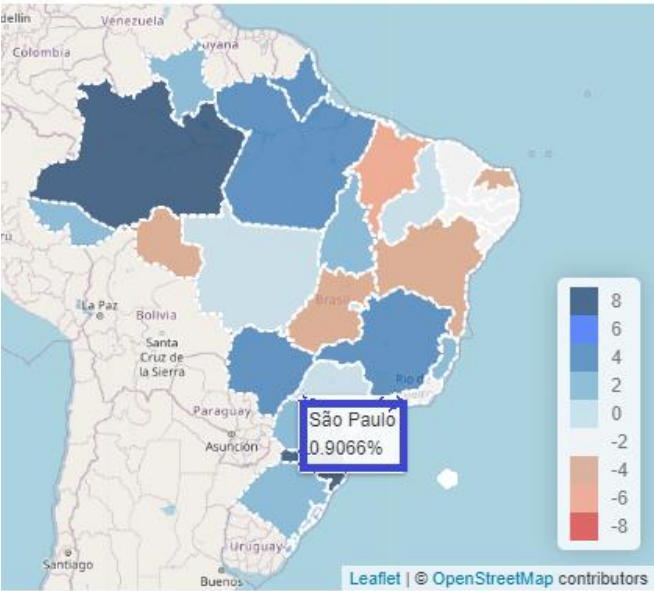 dellin
Venezuela
uyana
Colombia
Brasil
La Paz
Bolivia
Santa
Cruz de
la Sierra
Rio d
Paraguay
São Paulo
0.9066%
Asunción
Uruguay
Santiago
Buenos
8
6
4
2
0
-2
-4
-6
-8
Leaflet | © OpenStreetMap contributors